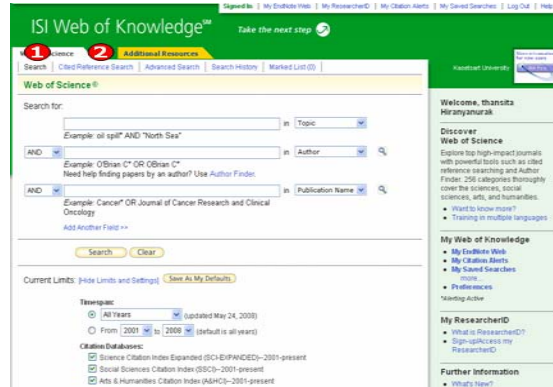 Signed In | My EndNote Web | My ResearcherID | My Citation Alerts | My Saved Searches | Log Out | Help
ISI Web of Knowledge℠ Take the next step
1 2
Science Additional Resources
Search | Cited Reference Search | Advanced Search | Search History | Marked List (0)
Kasetsart University
Web of Science®
Search for:
in Topic
Example: oil spill* AND "North Sea"
AND in Author
Example: O'Brian C* OR OBrian C*
Need help finding papers by an author? Use Author Finder.
AND in Publication Name
Example: Cancer* OR Journal of Cancer Research and Clinical
Oncology
Add Another Field >>
Search Clear
Current Limits: [Hide Limits and Settings] Save As My Defaults
Timespan:
All Years (updated May 24, 2008)
From 2001 to 2008 (default is all years)
Citation Databases:
Science Citation Index Expanded (SCI-EXPANDED)--2001-present
Social Sciences Citation Index (SSCI)--2001-present
Arts & Humanities Citation Index (A&HCI)--2001-present
Welcome, thansita
Hiranyanurak
Discover
Web of Science
Explore top high-impact journals
with powerful tools such as cited
reference searching and Author
Finder. 256 categories thoroughly
cover the sciences, social
sciences, arts, and humanities.
Want to know more?
Training in multiple languages
My Web of Knowledge
My EndNote Web
My Citation Alerts
My Saved Searches
more...
Preferences
*Alerting Active
My ResearcherID
What is ResearcherID?
Sign-up/Access my
ResearcherID
Further Information
What's New?